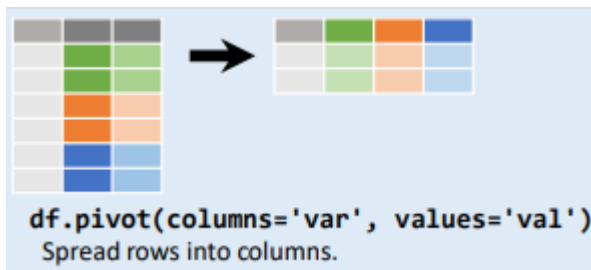 df.pivot(columns='var', values='val')
Spread rows into columns.